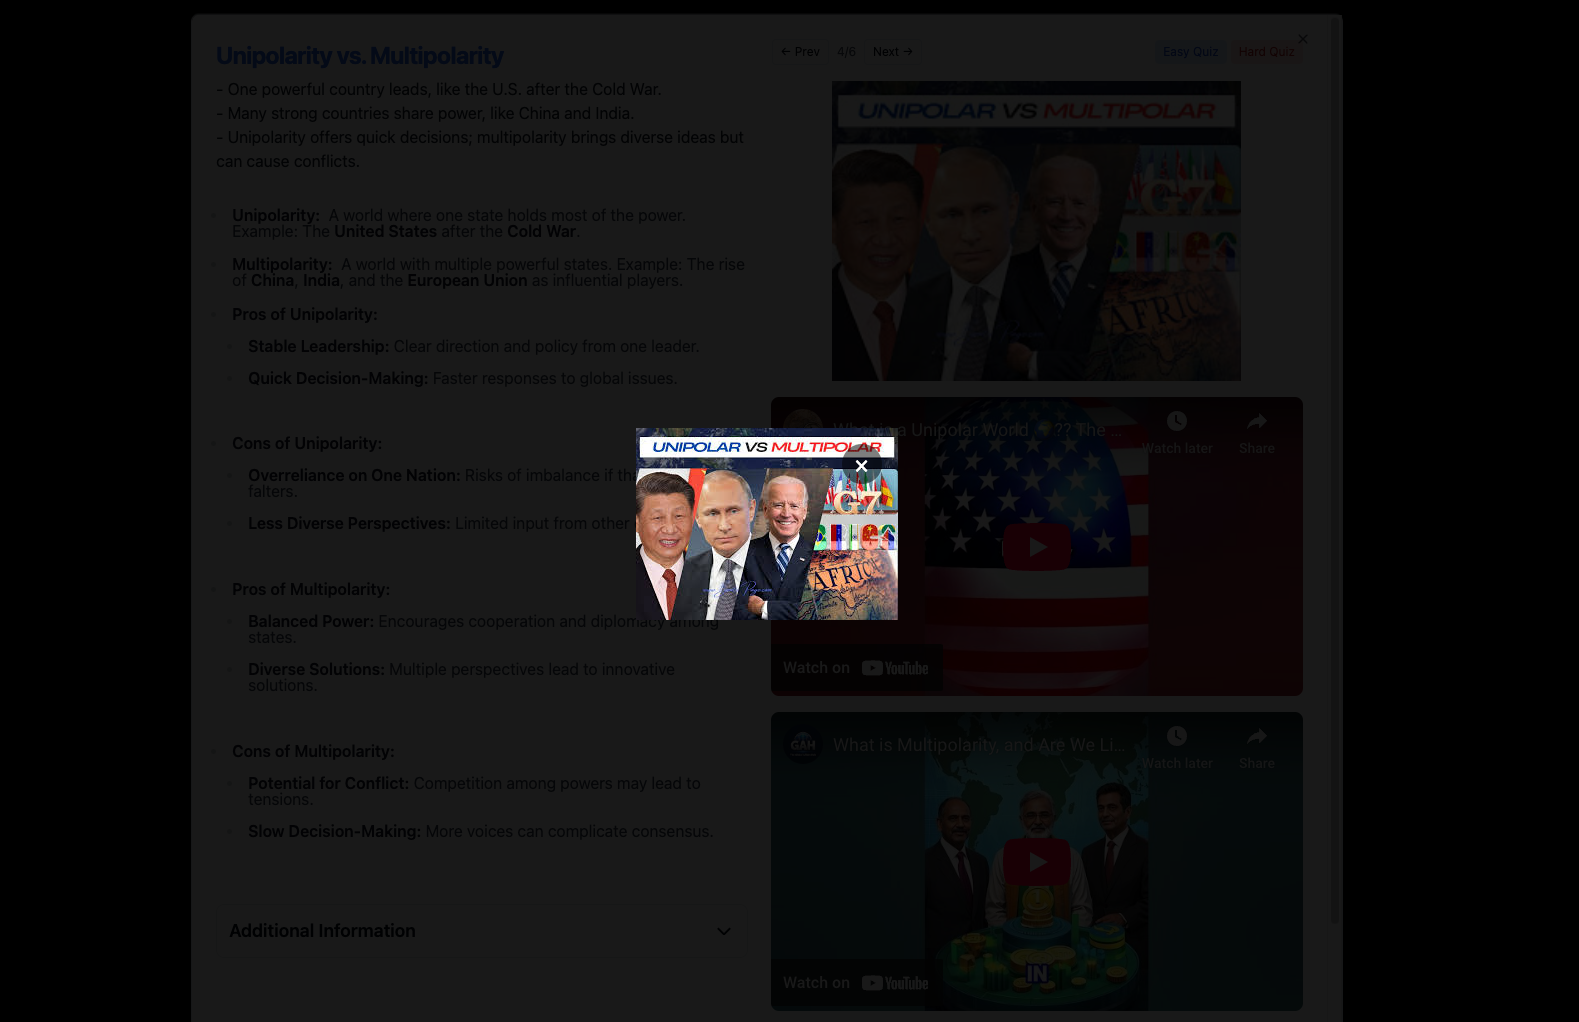 Unipolarity vs. Multipolarity
- One powerful country leads, like the U.S. after the Cold War.
- Many strong countries share power, like China and India.
- Unipolarity offers quick decisions; multipolarity brings diverse ideas but
can cause conflicts.
Unipolarity: A world where one state holds most of the power.
Example: The United States after the Cold War.
Multipolarity: A world with multiple powerful states. Example: The rise
of China, India, and the European Union as influential players.
Pros of Unipolarity:
Stable Leadership: Clear direction and policy from one leader.
Quick Decision-Making: Faster responses to global issues.
Cons of Unipolarity:
Overreliance on One Nation: Risks of imbalance if th
falters.
Less Diverse Perspectives: Limited input from other
Pros of Multipolarity:
Balanced Power: Encourages cooperation and diplomacy among
states.
Diverse Solutions: Multiple perspectives lead to innovative
solutions.
Cons of Multipolarity:
Potential for Conflict: Competition among powers may lead to
tensions.
Slow Decision-Making: More voices can complicate consensus.
Additional Information
← Prev 4/6 Next →
Easy Quiz Hard Quiz
UNIPOLAR VS MULTIPOLAR
G7
AFRICA
UNIPOLAR VS MULTIPOLAR
G7
AFRICA
What is a Unipolar World ?? The ...
Watch later Share
Watch on YouTube
GAH
What is Multipolarity, and Are We Li...
Watch later Share
IN
Watch on YouTube